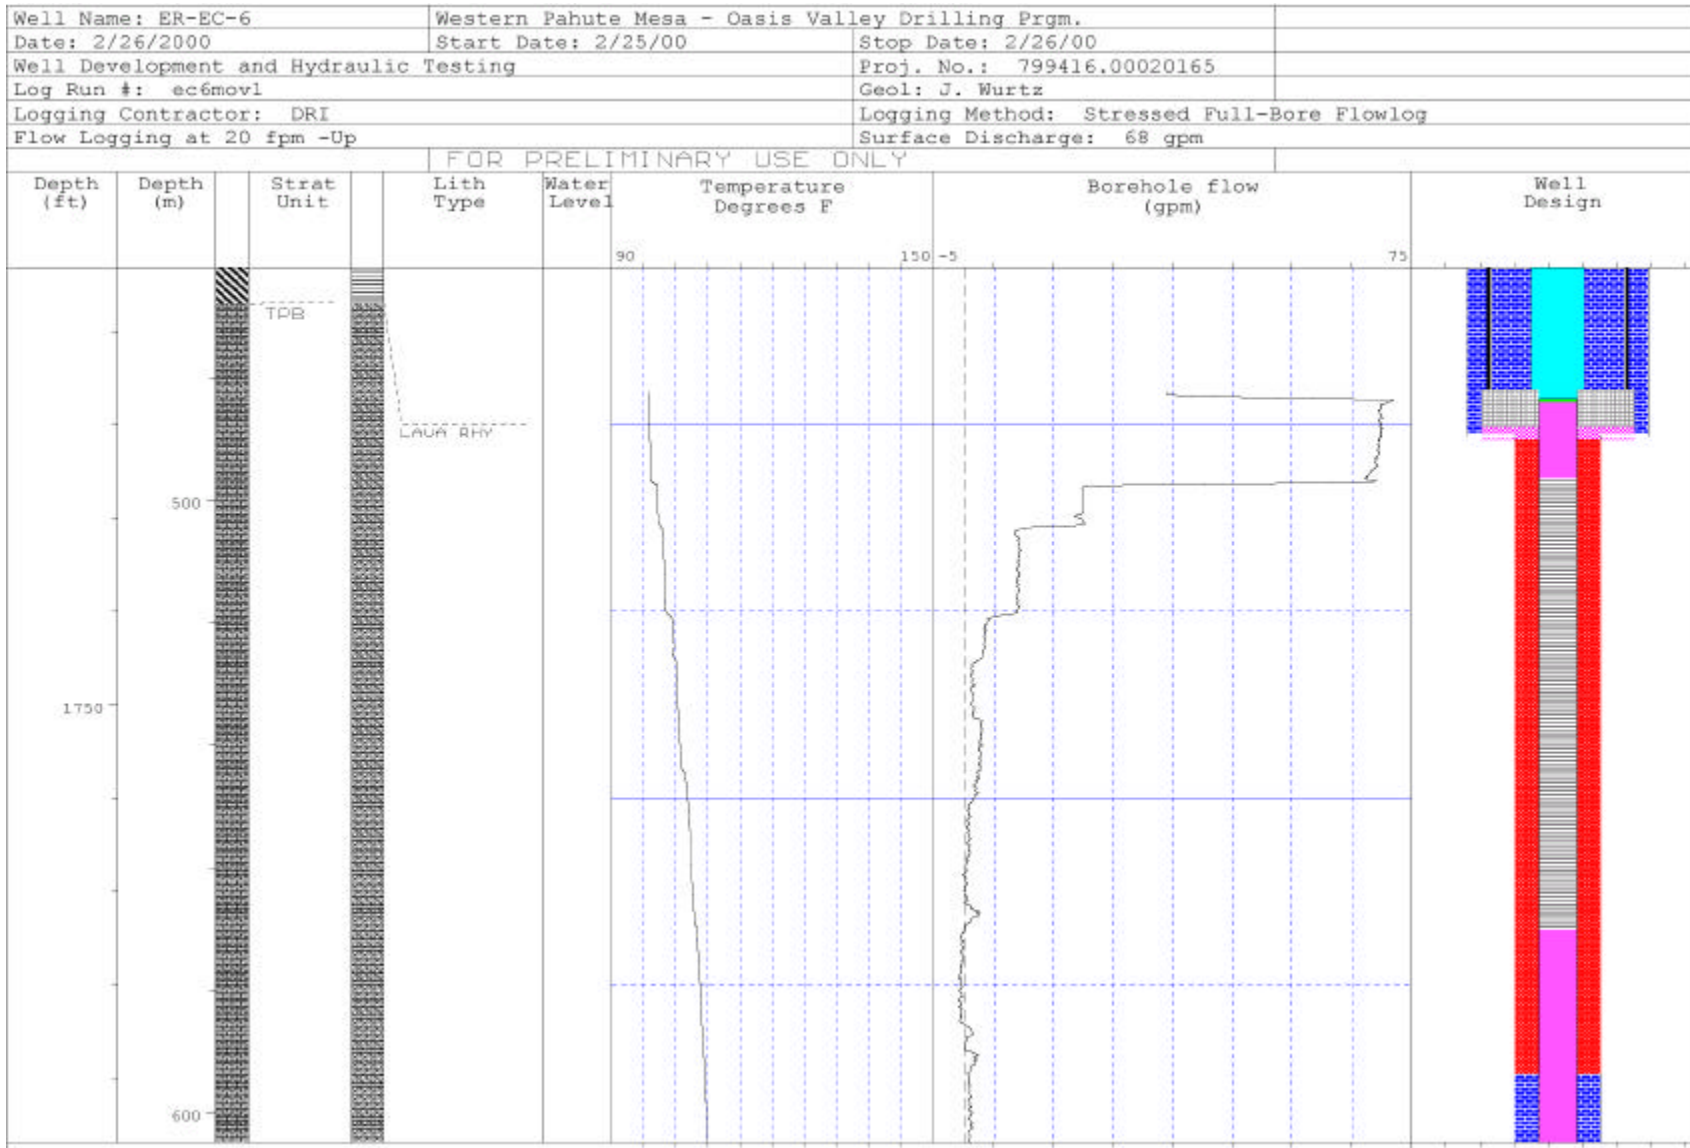 Well Name: ER-EC-6 Western Pahute Mesa - Oasis Valley Drilling Prgm.
Date: 2/26/2000 Start Date: 2/25/00 Stop Date: 2/26/00
Well Development and Hydraulic Testing Proj. No.: 799416.00020165
Log Run #: ec6mov1 Geol: J. Wurtz
Logging Contractor: DRI Logging Method: Stressed Full-Bore Flowlog
Flow Logging at 20 fpm -Up Surface Discharge: 68 gpm
FOR PRELIMINARY USE ONLY
Depth Depth Strat Lith Water Temperature Borehole flow Well
(ft) (m) Unit Type Level Degrees F (gpm) Design
90 150 -5 75
TPB
LAVA RHY
500
1750
600